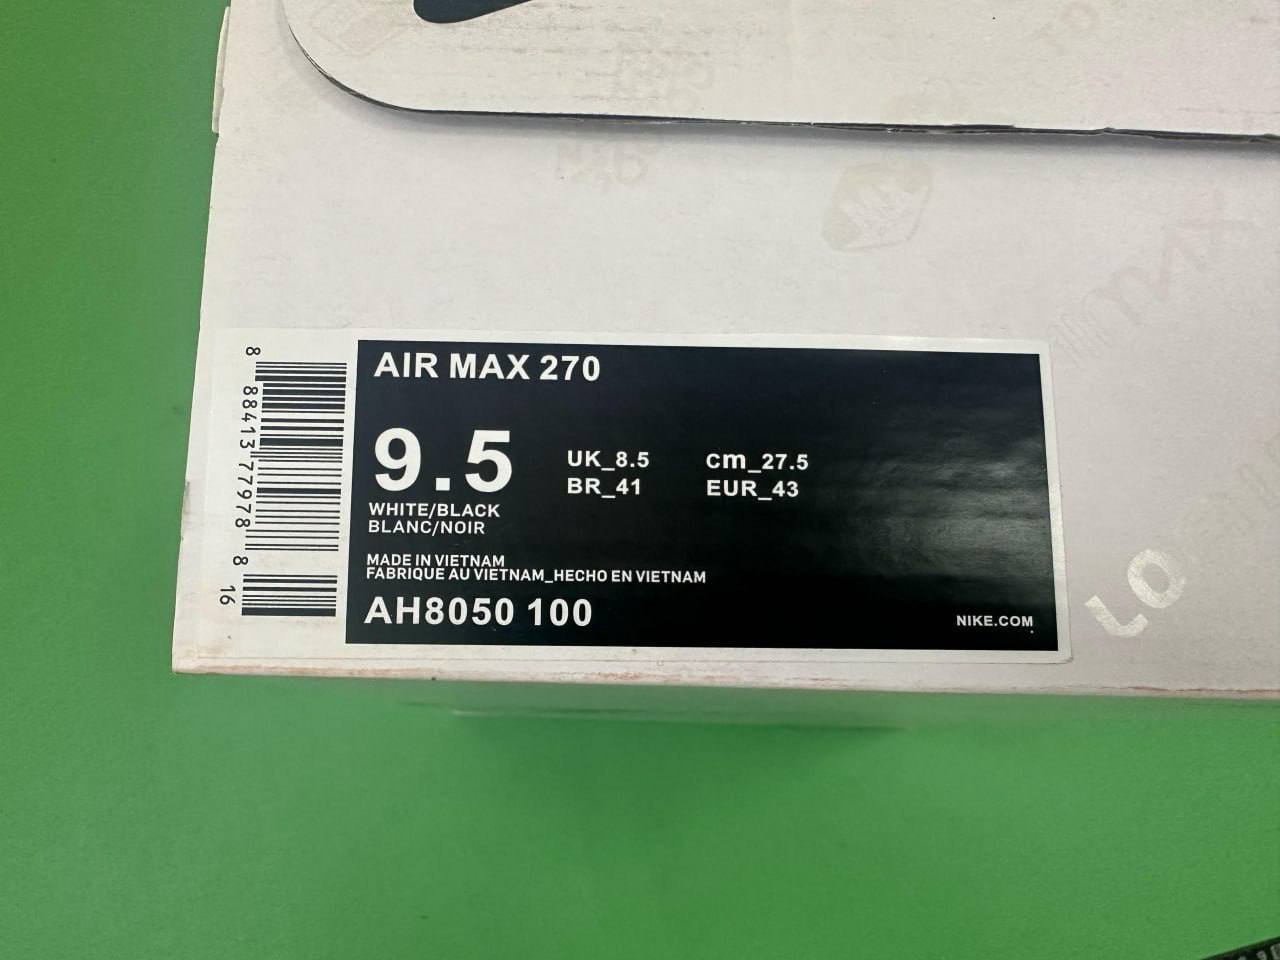 AIR MAX 270
9.5
UK_8.5 cm_27.5
BR_41 EUR_43
WHITE/BLACK
BLANC/NOIR
MADE IN VIETNAM
FABRIQUE AU VIETNAM_HECHO EN VIETNAM
AH8050 100
NIKE.COM
8 88413 77978 8 16